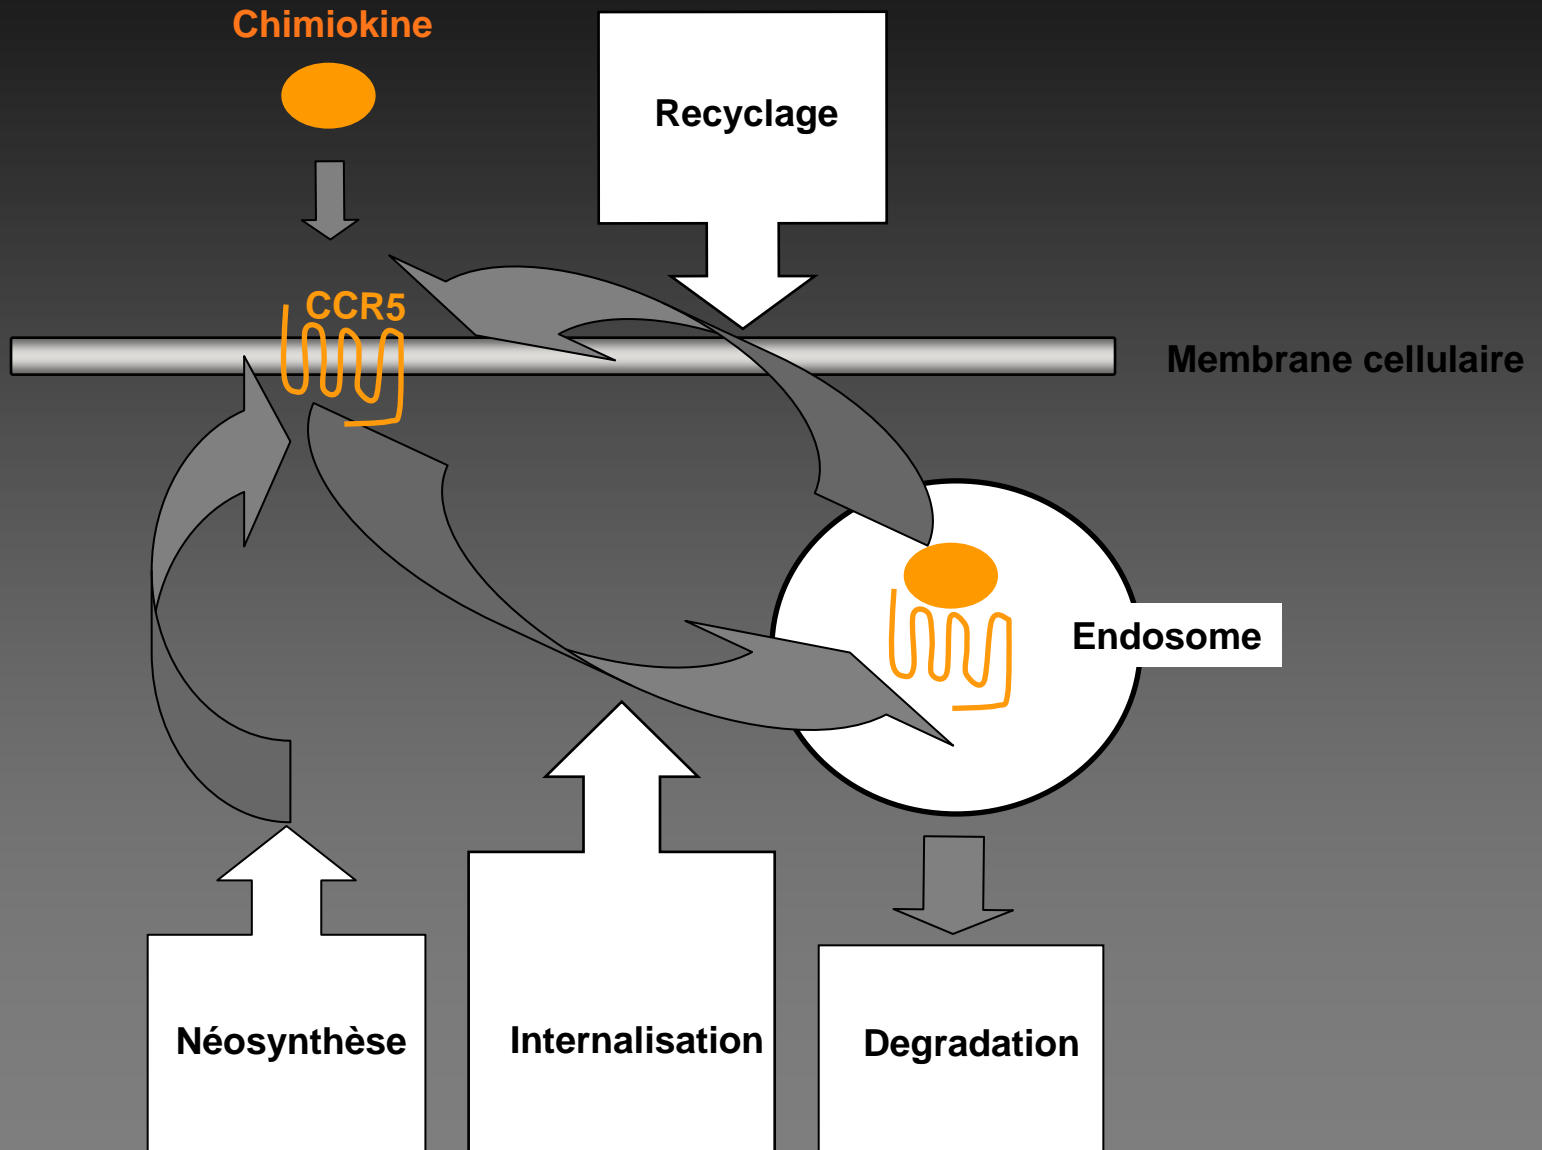 Chimiokine
Recyclage
CCR5
Membrane cellulaire
Endosome
Néosynthèse
Internalisation
Degradation